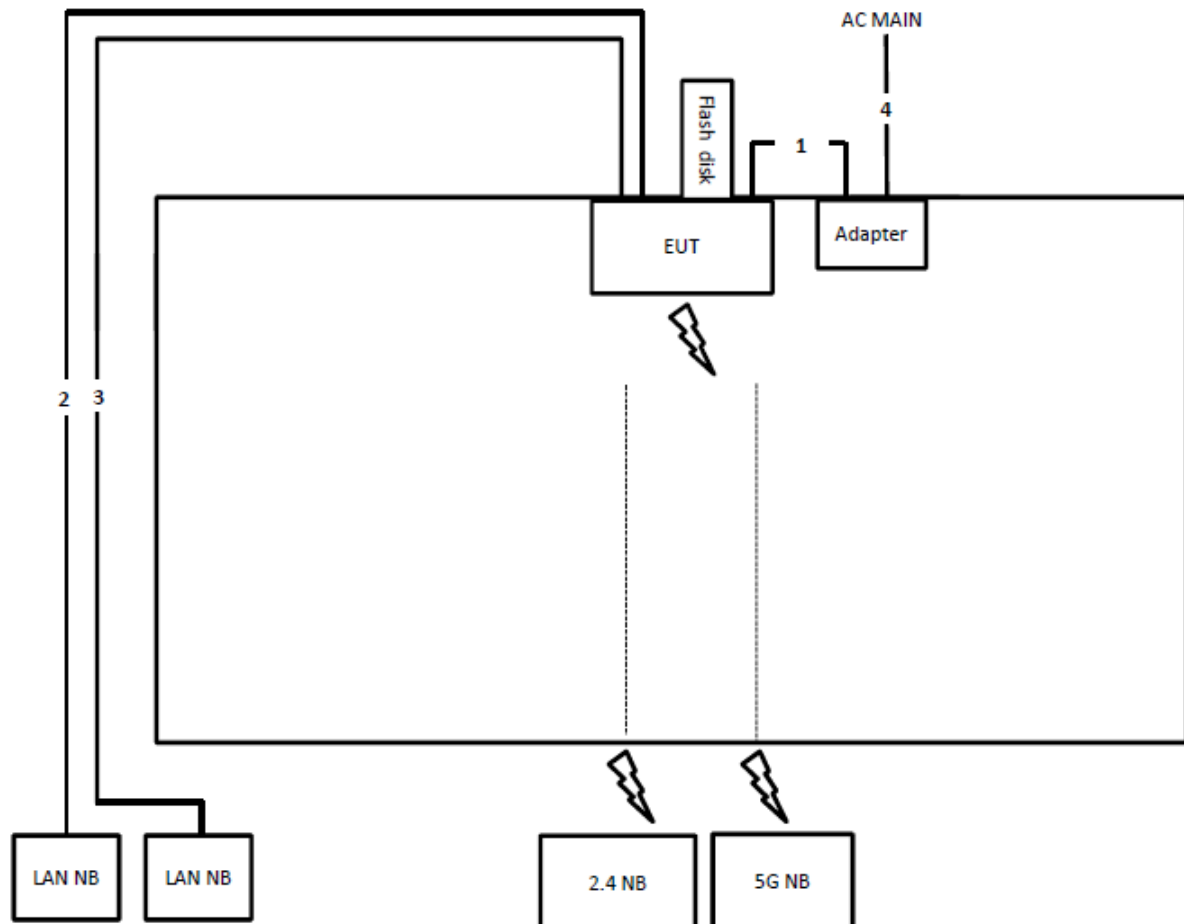 AC MAIN
4
Flash disk
1
EUT
Adapter
2
3
LAN NB
LAN NB
2.4 NB
5G NB